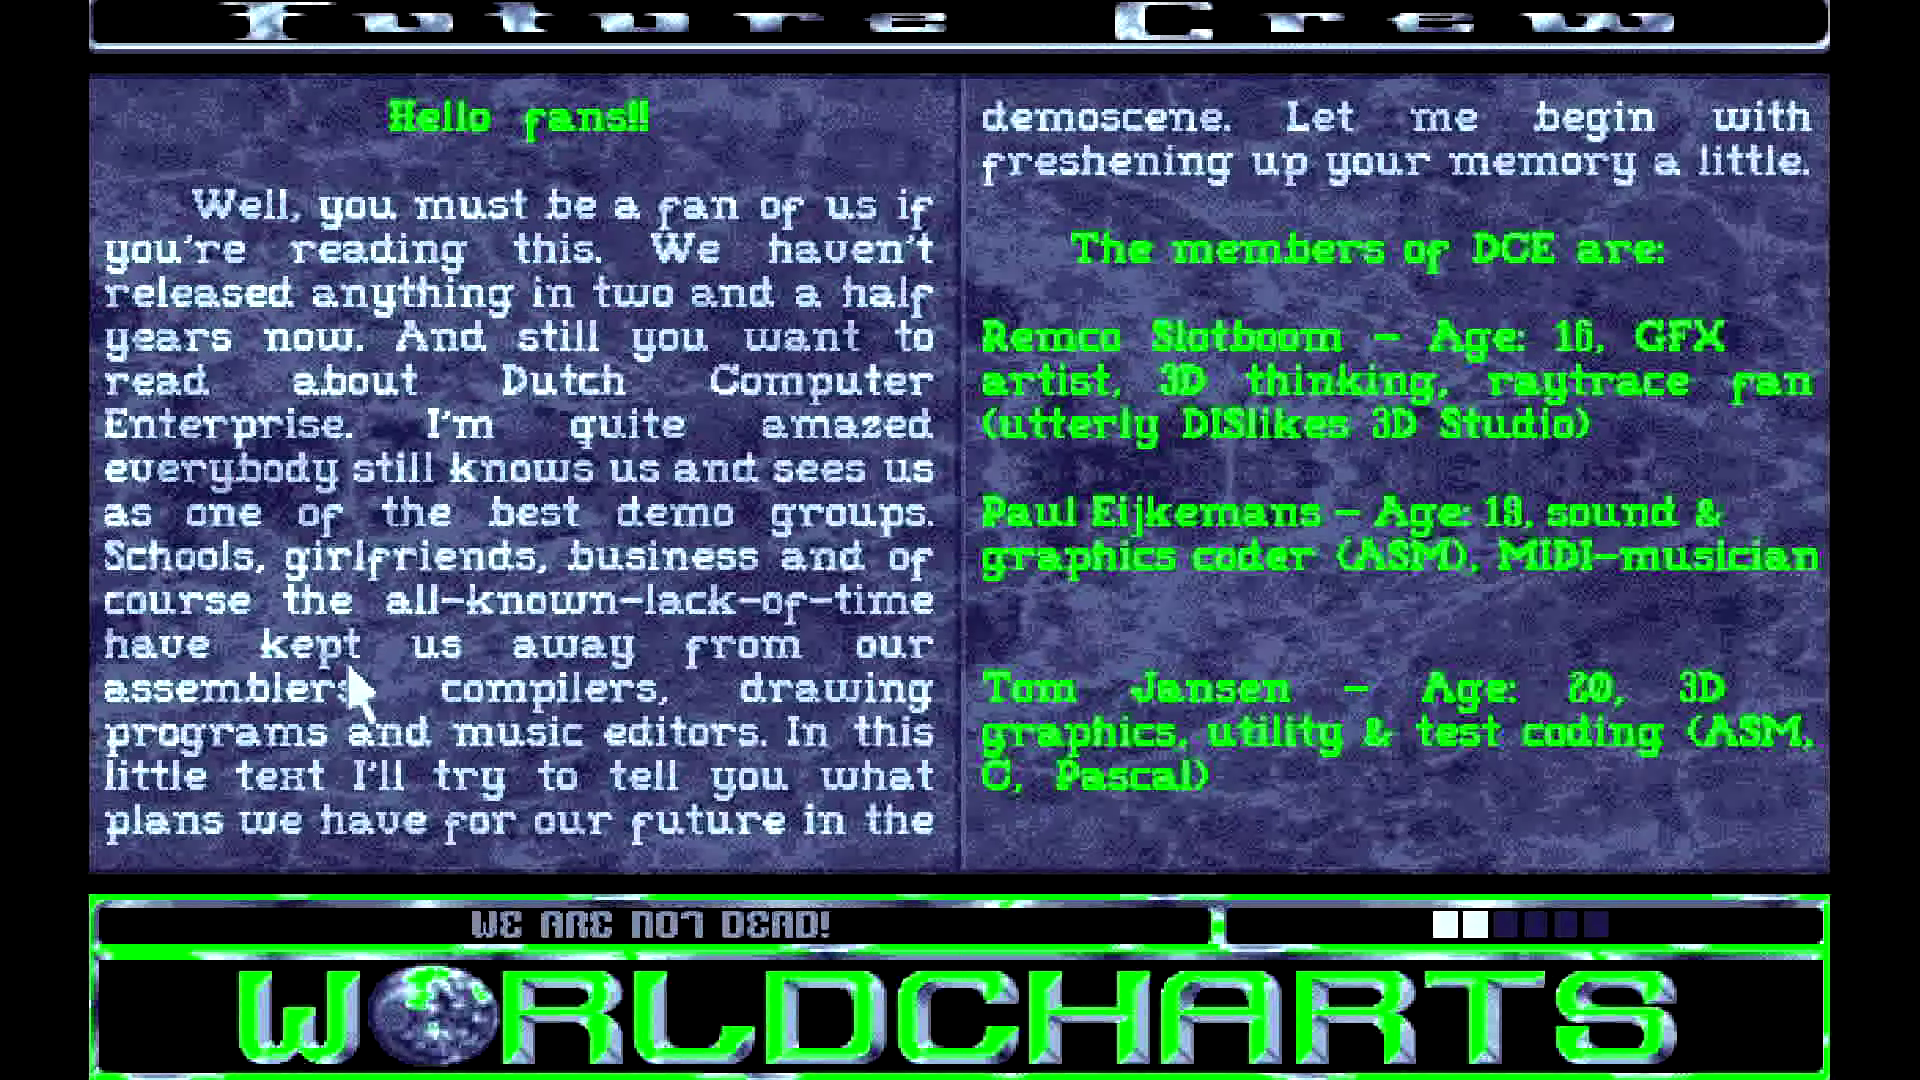 Future Crew
Hello fans!!
Well, you must be a fan of us if
you're reading this. We haven't
released anything in two and a half
years now. And still you want to
read about Dutch Computer
Enterprise. I'm quite amazed
everybody still knows us and sees us
as one of the best demo groups.
Schools, girlfriends, business and of
course the all-known-lack-of-time
have kept us away from our
assemblers compilers, drawing
programs and music editors. In this
little text I'll try to tell you what
plans we have for our future in the
demoscene. Let me begin with
freshening up your memory a little.
The members of DCE are:
Remco Slotboom - Age: 16, GFX
artist, 3D thinking, raytrace fan
(utterly DISlikes 3D Studio)
Paul Eijkemans - Age: 18, sound &
graphics coder (ASM), MIDI-musician
Tom Jansen - Age: 20, 3D
graphics, utility & test coding (ASM,
C, Pascal)
WE ARE NOT DEAD!
WORLDCHARTS